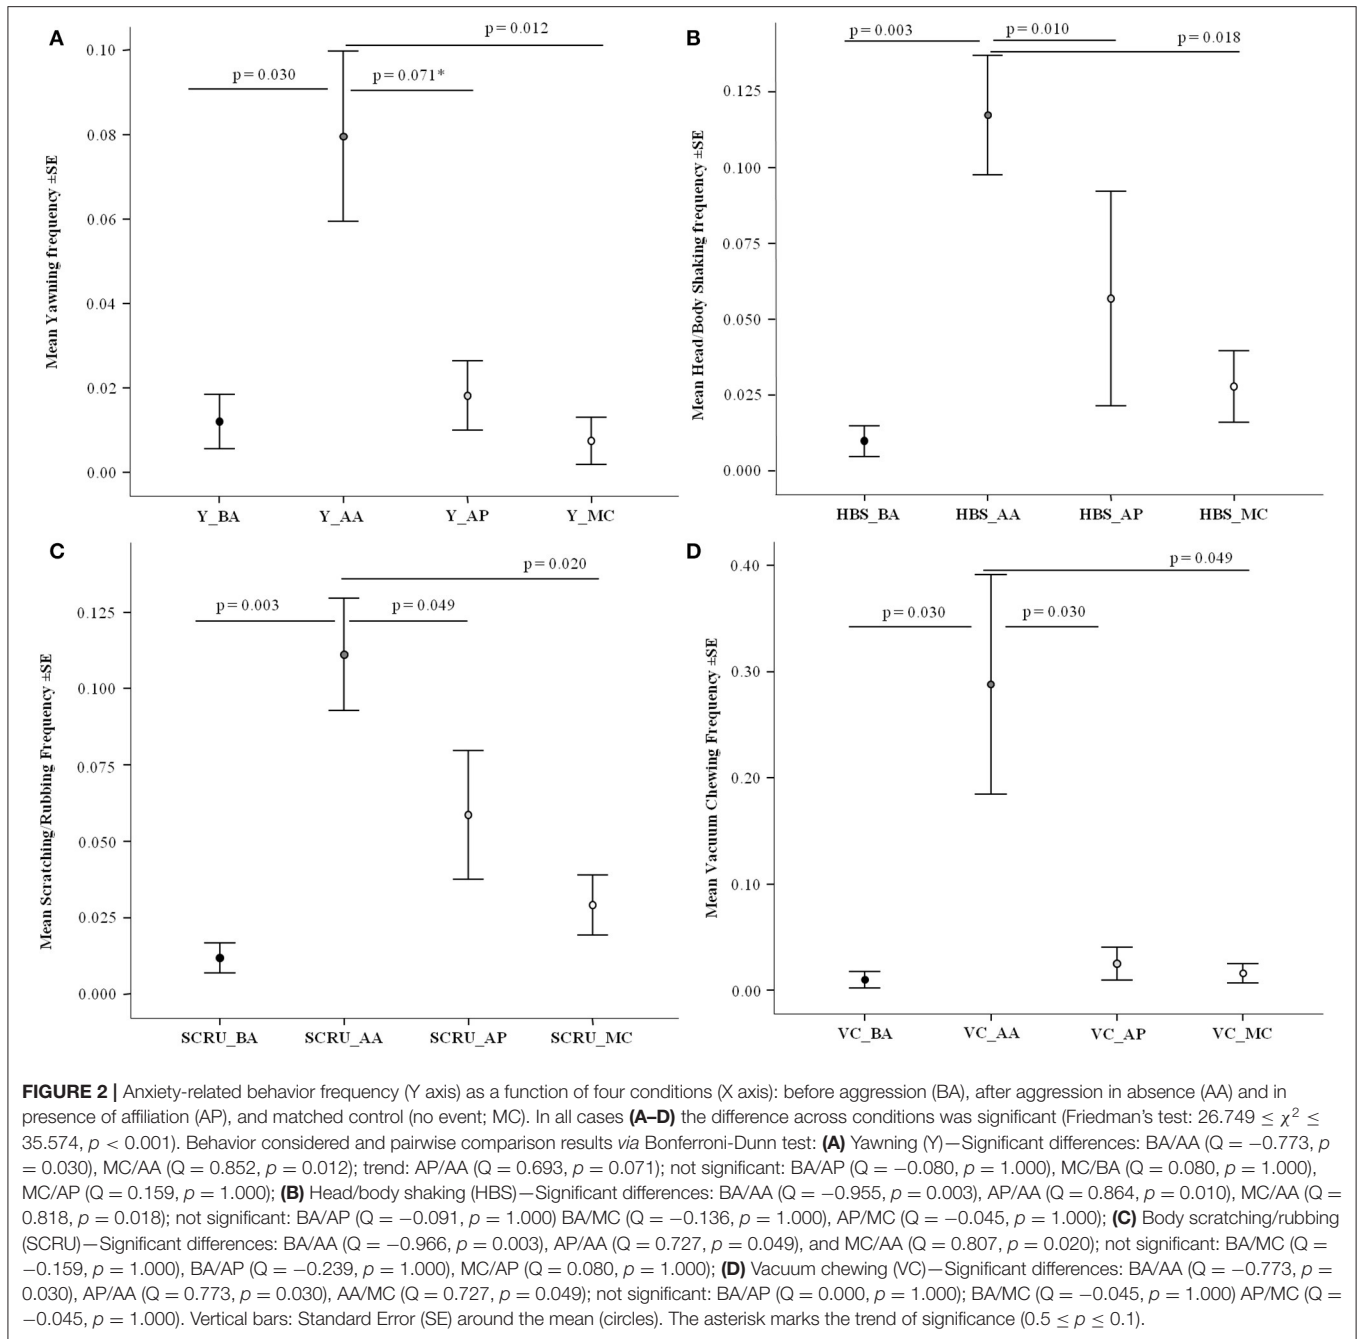 A
p=0.012
p=0.030
p=0.071*
0.10
0.08
0.06
0.04
0.02
0.00
Mean Yawning frequency ±SE
Y_BA Y_AA Y_AP Y_MC
B
p=0.003
p=0.010
p=0.018
0.125
0.100
0.075
0.050
0.025
0.000
Mean Head/Body Shaking frequency ±SE
HBS_BA HBS_AA HBS_AP HBS_MC
C
p=0.020
p=0.003
p=0.049
0.125
0.100
0.075
0.050
0.025
0.000
Mean Scratching/Rubbing Frequency ±SE
SCRU_BA SCRU_AA SCRU_AP SCRU_MC
D
p=0.049
p=0.030
p=0.030
0.40
0.30
0.20
0.10
0.00
Mean Vacuum Chewing Frequency ±SE
VC_BA VC_AA VC_AP VC_MC
FIGURE 2 | Anxiety-related behavior frequency (Y axis) as a function of four conditions (X axis): before aggression (BA), after aggression in absence (AA) and in
presence of affiliation (AP), and matched control (no event; MC). In all cases (A–D) the difference across conditions was significant (Friedman's test: 26.749 ≤ χ² ≤
35.574, p < 0.001). Behavior considered and pairwise comparison results via Bonferroni-Dunn test: (A) Yawning (Y)—Significant differences: BA/AA (Q = −0.773, p
= 0.030), MC/AA (Q = 0.852, p = 0.012); trend: AP/AA (Q = 0.693, p = 0.071); not significant: BA/AP (Q = −0.080, p = 1.000), MC/BA (Q = 0.080, p = 1.000),
MC/AP (Q = 0.159, p = 1.000); (B) Head/body shaking (HBS)—Significant differences: BA/AA (Q = −0.955, p = 0.003), AP/AA (Q = 0.864, p = 0.010), MC/AA (Q =
0.818, p = 0.018); not significant: BA/AP (Q = −0.091, p = 1.000) BA/MC (Q = −0.136, p = 1.000), AP/MC (Q = −0.045, p = 1.000); (C) Body scratching/rubbing
(SCRU)—Significant differences: BA/AA (Q = −0.966, p = 0.003), AP/AA (Q = 0.727, p = 0.049), and MC/AA (Q = 0.807, p = 0.020); not significant: BA/MC (Q =
−0.159, p = 1.000), BA/AP (Q = −0.239, p = 1.000), MC/AP (Q = 0.080, p = 1.000); (D) Vacuum chewing (VC)—Significant differences: BA/AA (Q = −0.773, p =
0.030), AP/AA (Q = 0.773, p = 0.030), AA/MC (Q = 0.727, p = 0.049); not significant: BA/AP (Q = 0.000, p = 1.000); BA/MC (Q = −0.045, p = 1.000) AP/MC (Q =
−0.045, p = 1.000). Vertical bars: Standard Error (SE) around the mean (circles). The asterisk marks the trend of significance (0.5 ≤ p ≤ 0.1).